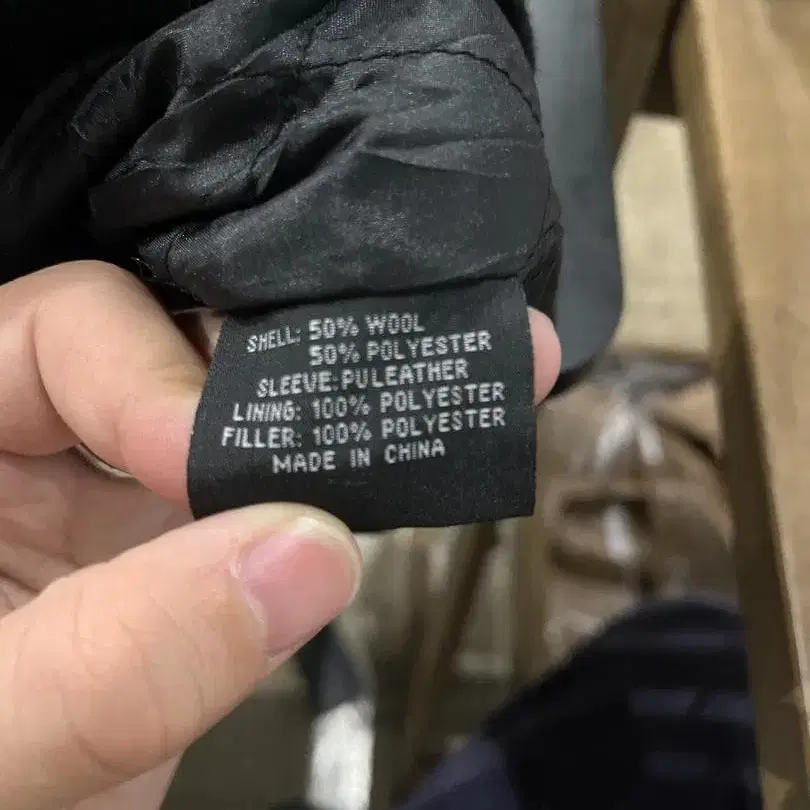 SHELL: 50% WOOL
50% POLYESTER
SLEEVE:PULEATHER
LINING: 100% POLYESTER
FILLER: 100% POLYESTER
MADE IN CHINA